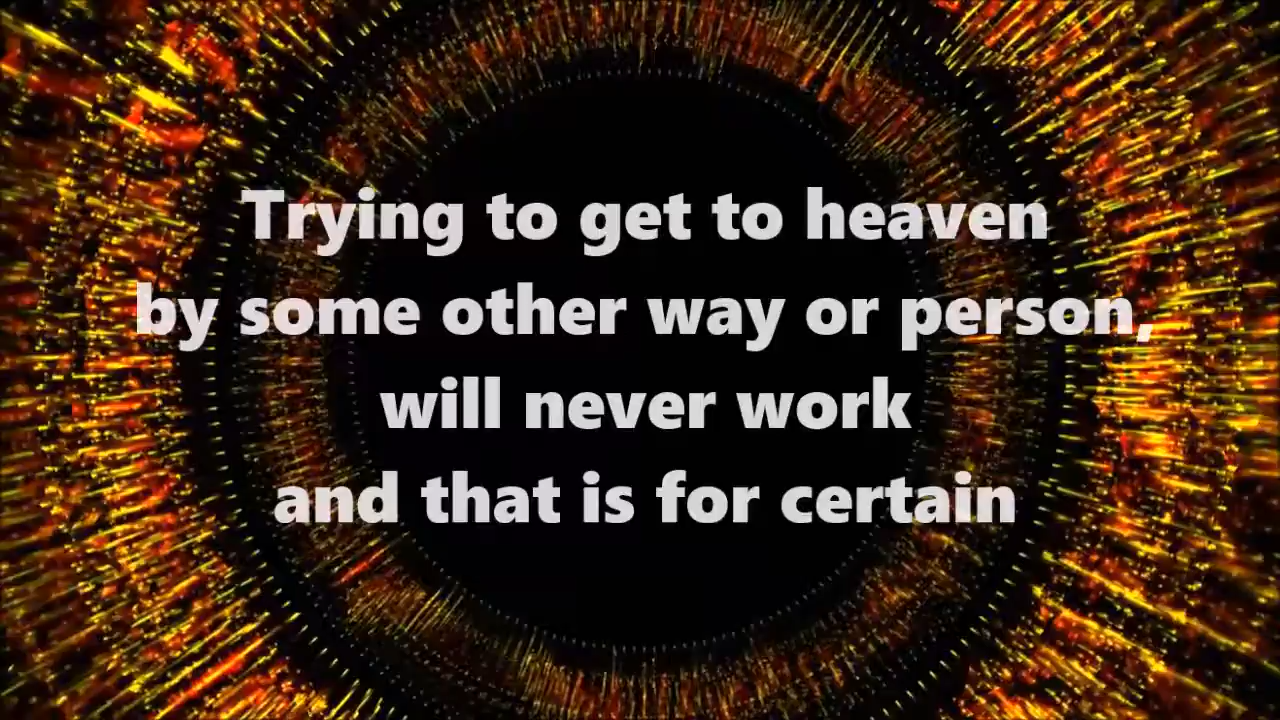 Trying to get to heaven
by some other way or person,
will never work
and that is for certain